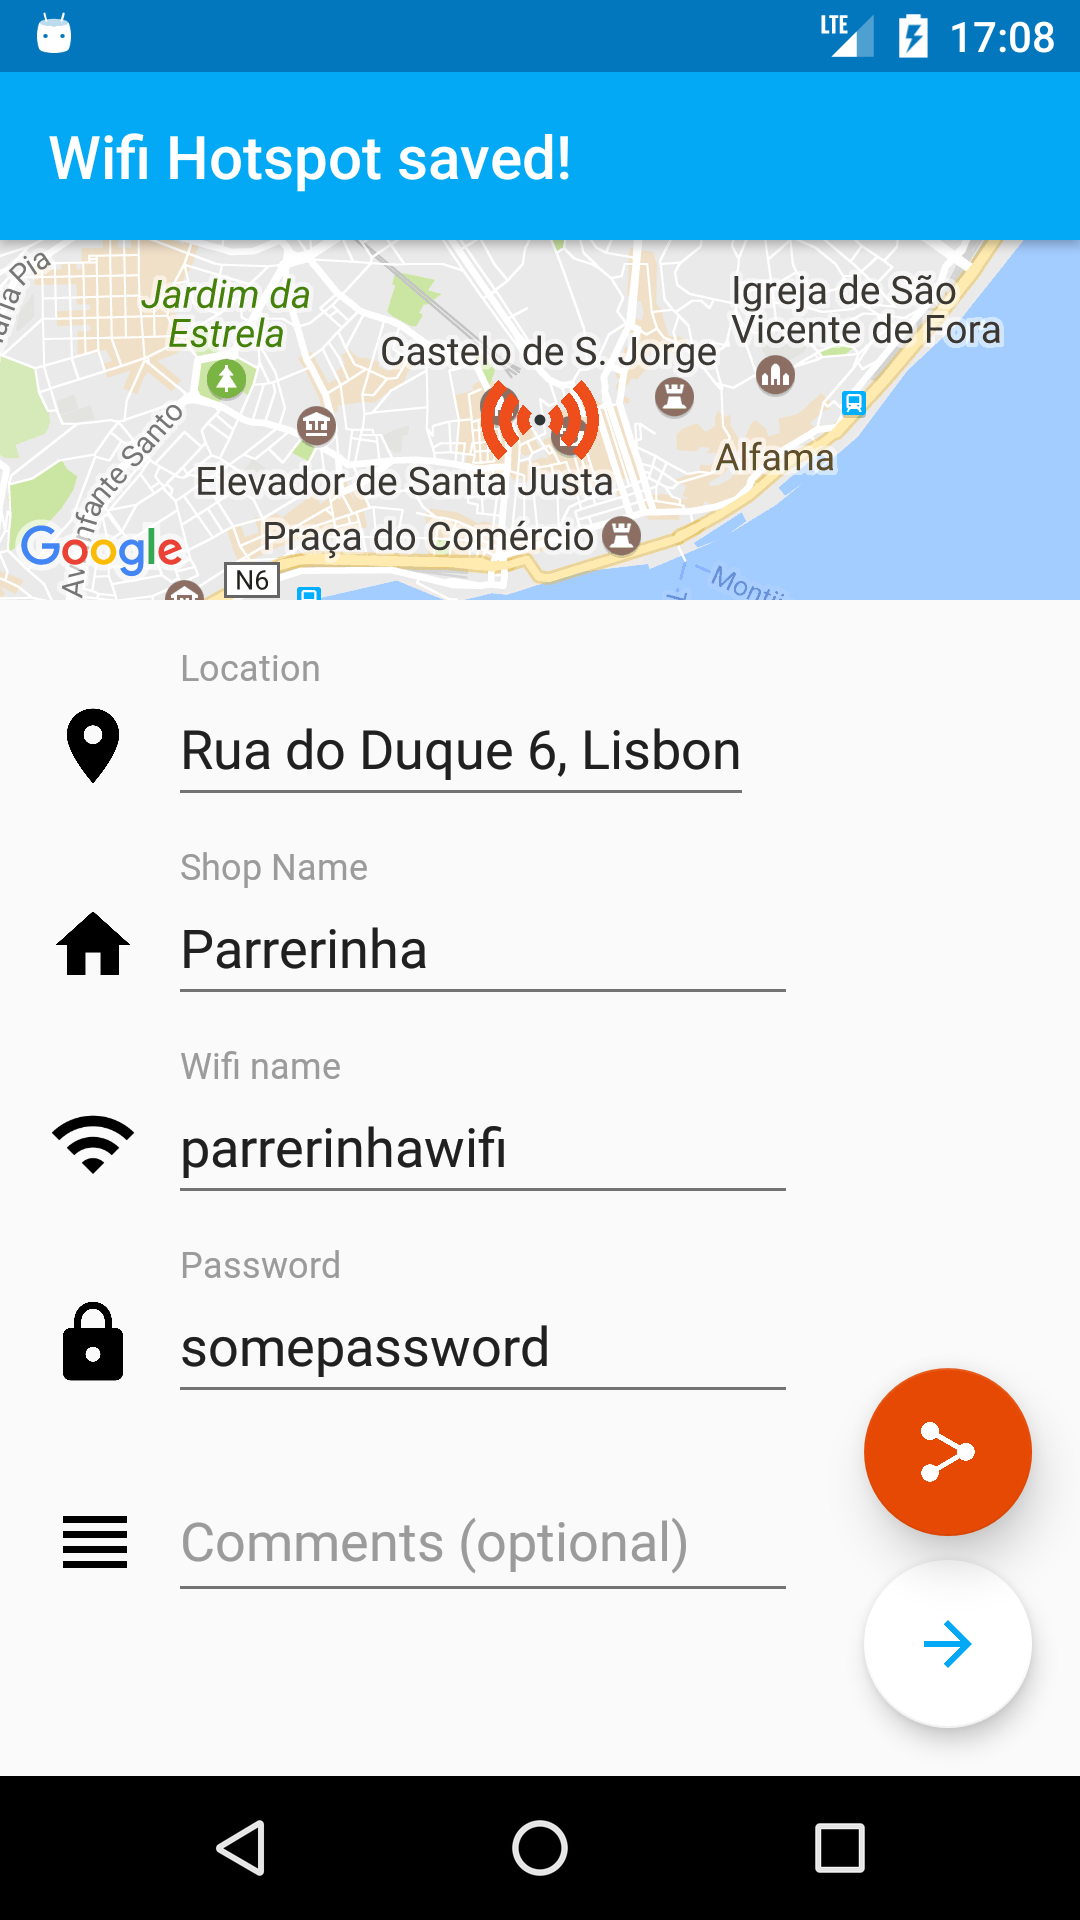 LTE 17:08
Wifi Hotspot saved!
Jardim da
Estrela
Igreja de São
Vicente de Fora
Castelo de S. Jorge
Infante Santo
Alfama
Elevador de Santa Justa
Praça do Comércio
Google
Av
N6
Location
Rua do Duque 6, Lisbon
Shop Name
Parrerinha
Wifi name
parrerinhawifi
Password
somepassword
Comments (optional)